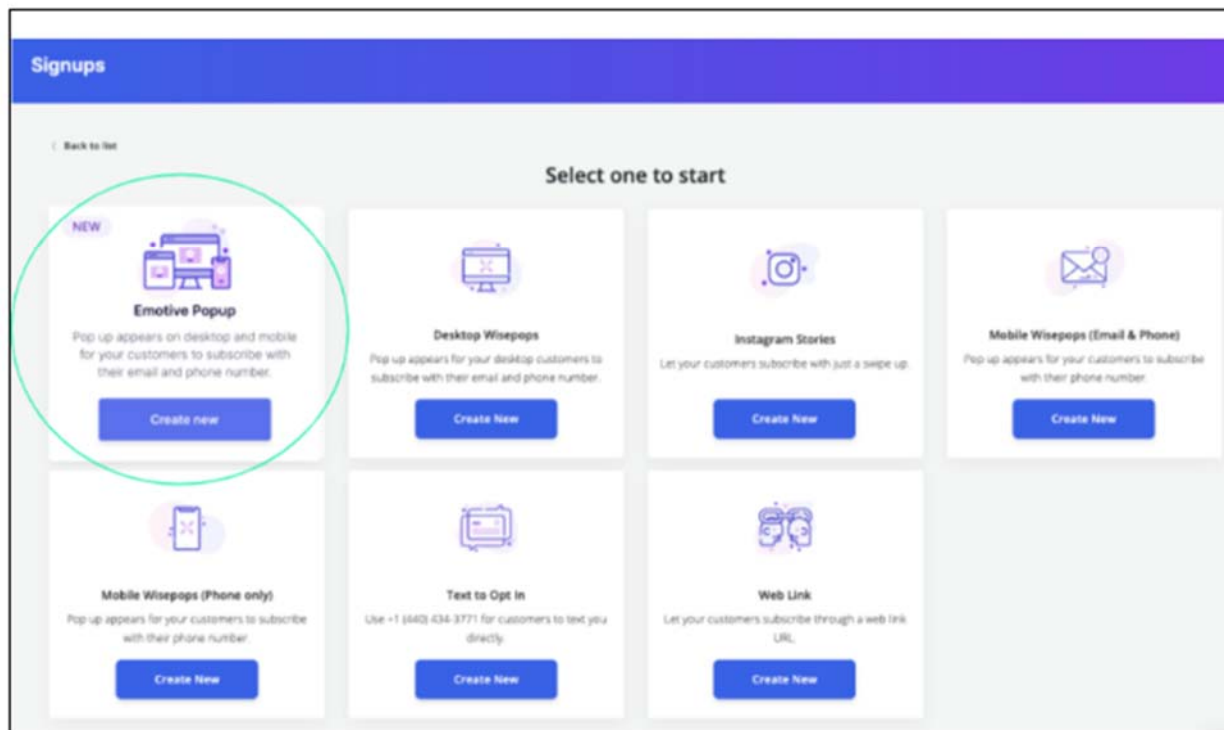 Signups
Back to list
Select one to start
NEW
Emotive Popup
Pop up appears on desktop and mobile
for your customers to subscribe with
their email and phone number.
Create new
Desktop Wisepops
Pop up appears for your desktop customers to
subscribe with their email and phone number.
Create New
Instagram Stories
Let your customers subscribe with just a swipe up.
Create New
Mobile Wisepops (Email & Phone)
Pop up appears for your customers to subscribe
with their phone number.
Create New
Mobile Wisepops (Phone only)
Pop up appears for your customers to subscribe
with their phone number.
Create New
Text to Opt In
Use +1 (440) 434-3771 for customers to text you
directly.
Create New
Web Link
Let your customers subscribe through a web link
URL.
Create New